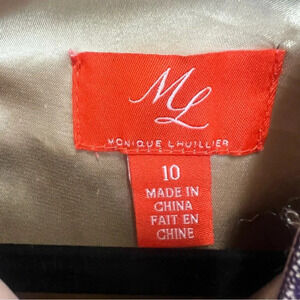 ML
MONIQUE LHUILLIER
10
MADE IN
CHINA
FAIT EN
CHINE